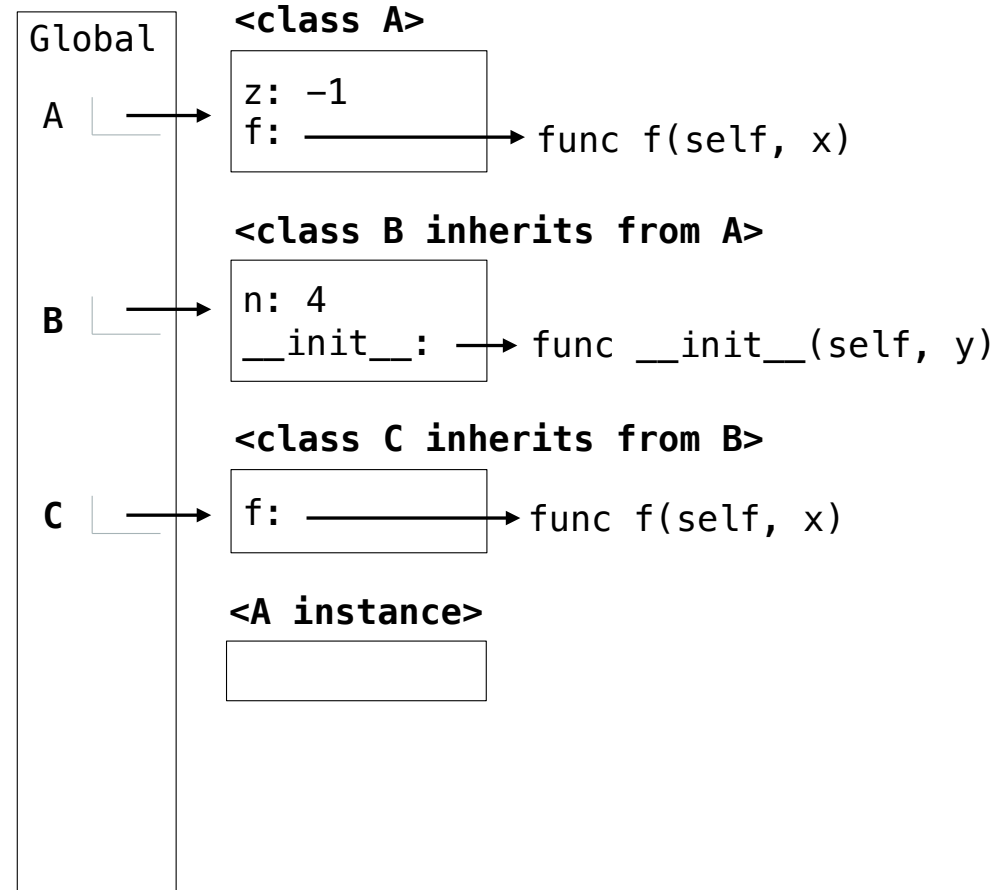 Global
<class A>
A
z: −1
f:
func f(self, x)
<class B inherits from A>
B
n: 4
__init__:
func __init__(self, y)
<class C inherits from B>
C
f:
func f(self, x)
<A instance>